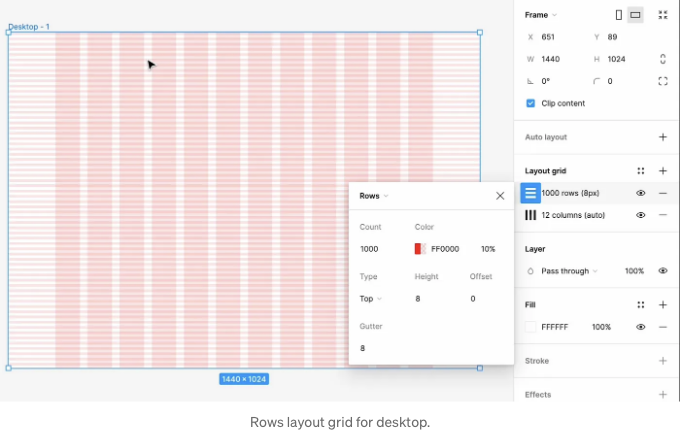 Desktop - 1
1440 × 1024
Rows
Count
Color
1000
FF0000
10%
Type
Height
Offset
Top
8
0
Gutter
8
Frame
X
651
Y
89
W
1440
H
1024
0°
0
Clip content
Auto layout
Layout grid
1000 rows (8px)
12 columns (auto)
Layer
Pass through
100%
Fill
FFFFFF
100%
Stroke
Effects
Rows layout grid for desktop.